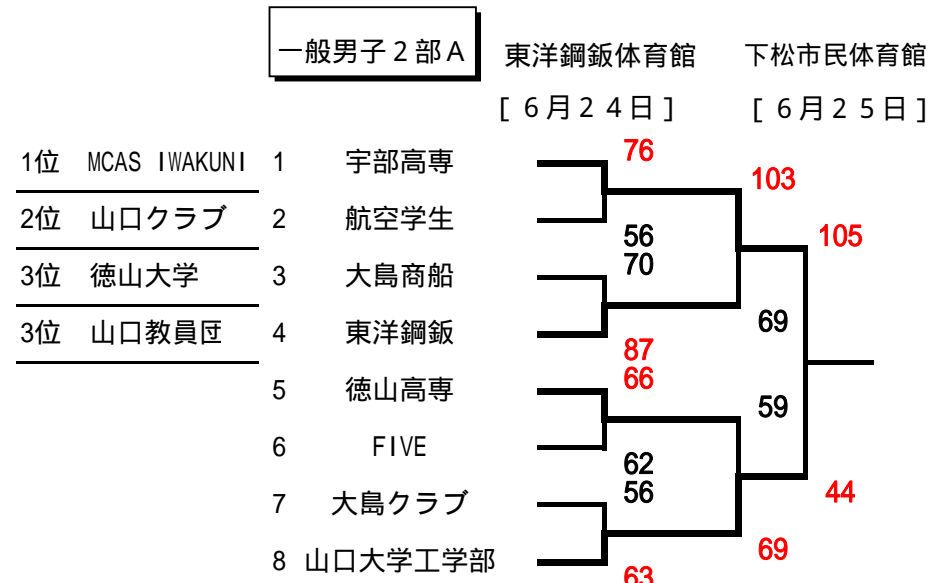 一般男子２部A 東洋鋼鈑体育館 下松市民体育館
[ ６月２４日 ] [ ６月２５日 ]
1位 MCAS IWAKUNI 1 宇部高専 76
103
2位 山口クラブ 2 航空学生 56
105
3位 徳山大学 3 大島商船 70
3位 山口教員団 4 東洋鋼鈑 87
69
5 徳山高専 66
59
6 FIVE 62
7 大島クラブ 56
44
8 山口大学工学部 63
69